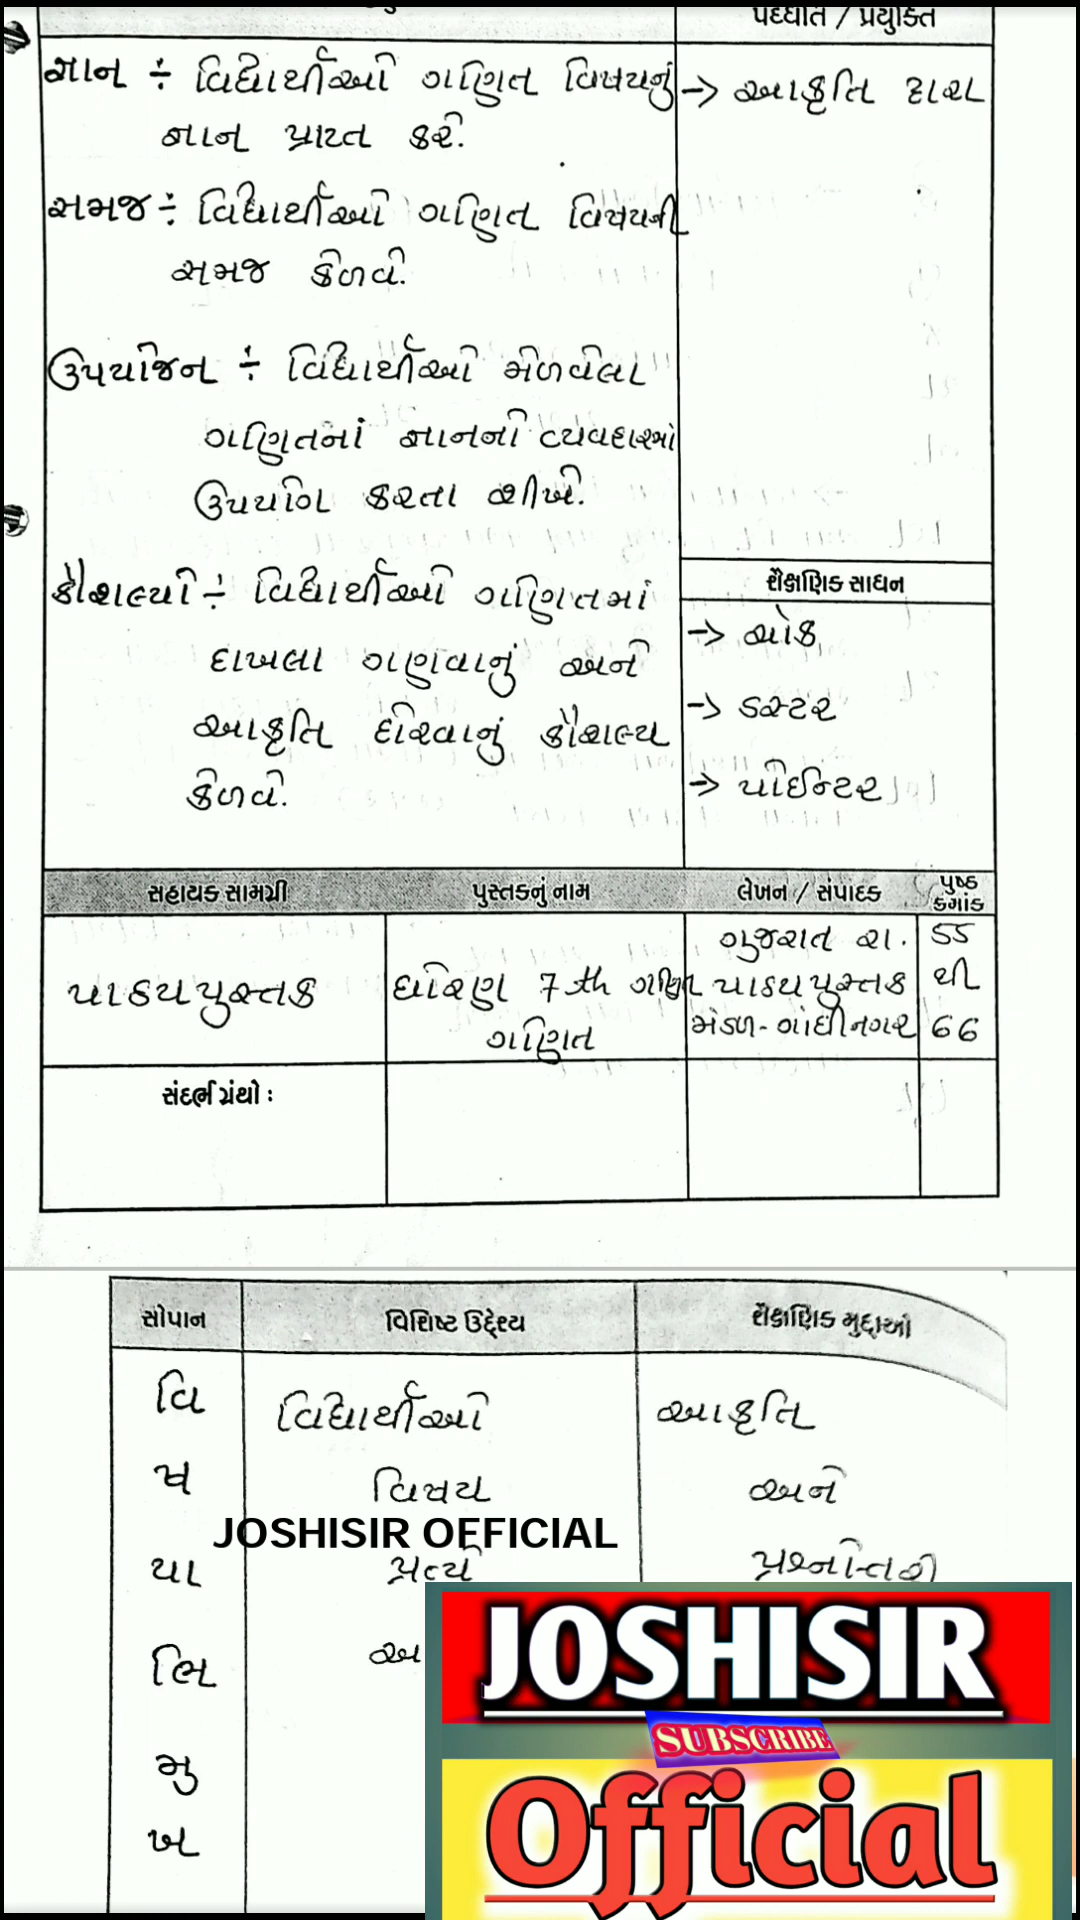 પદ્ધતિ / પ્રયુક્તિ
જ્ઞાન ÷ વિદ્યાર્થીઓ ગણિત વિષયનું
જ્ઞાન પ્રાપ્ત કરે.
→ આકૃતિ દ્વારા
સમજ ÷ વિદ્યાર્થીઓ ગણિત વિષયની
સમજ કેળવે.
ઉપયોજન ÷ વિદ્યાર્થીઓ મેળવેલા
ગણિતનાં જ્ઞાનનો વ્યવહારમાં
ઉપયોગ કરતા શીખે.
કૌશલ્યો ÷ વિદ્યાર્થીઓ ગણિતમાં
દાખલા ગણવાનું અને
આકૃતિ દોરવાનું કૌશલ્ય
કેળવે.
શૈક્ષણિક સાધન
→ ચોક
→ ડસ્ટર
→ પોઈન્ટર
સહાયક સામગ્રી પુસ્તકનું નામ લેખન / સંપાદક પુષ્ઠ ક્રમાંક
પાઠ્યપુસ્તક
ધોરણ 7 th ગણિત
ગણિત
ગુજરાત રા.
પાઠ્ય પુસ્તક
મંડળ - ગાંધીનગર
55
થી
66
સંદર્ભ ગ્રંથો :
સોપાન વિશિષ્ટ ઉદ્દેશ્ય શૈક્ષણિક મુદ્દાઓ
વિ વિદ્યાર્થીઓ આકૃતિ
ષ વિષય અને
JOSHISIR OFFICIAL
યા પ્રત્યે પ્રશ્નોત્તરી
ભિ અ
મુ
ખ
JOSHISIR
SUBSCRIBE
Official